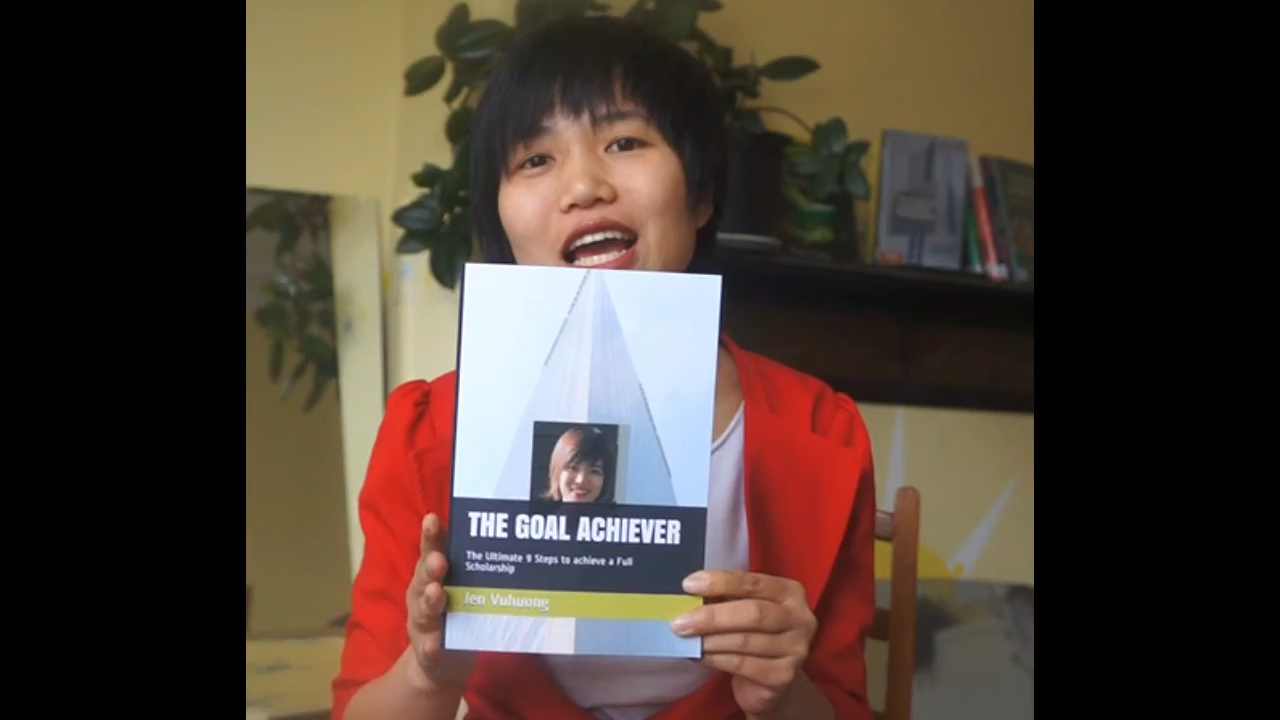 THE GOAL ACHIEVER
The Ultimate 9 Steps to achieve a Full
Scholarship
Jen Vuhuong